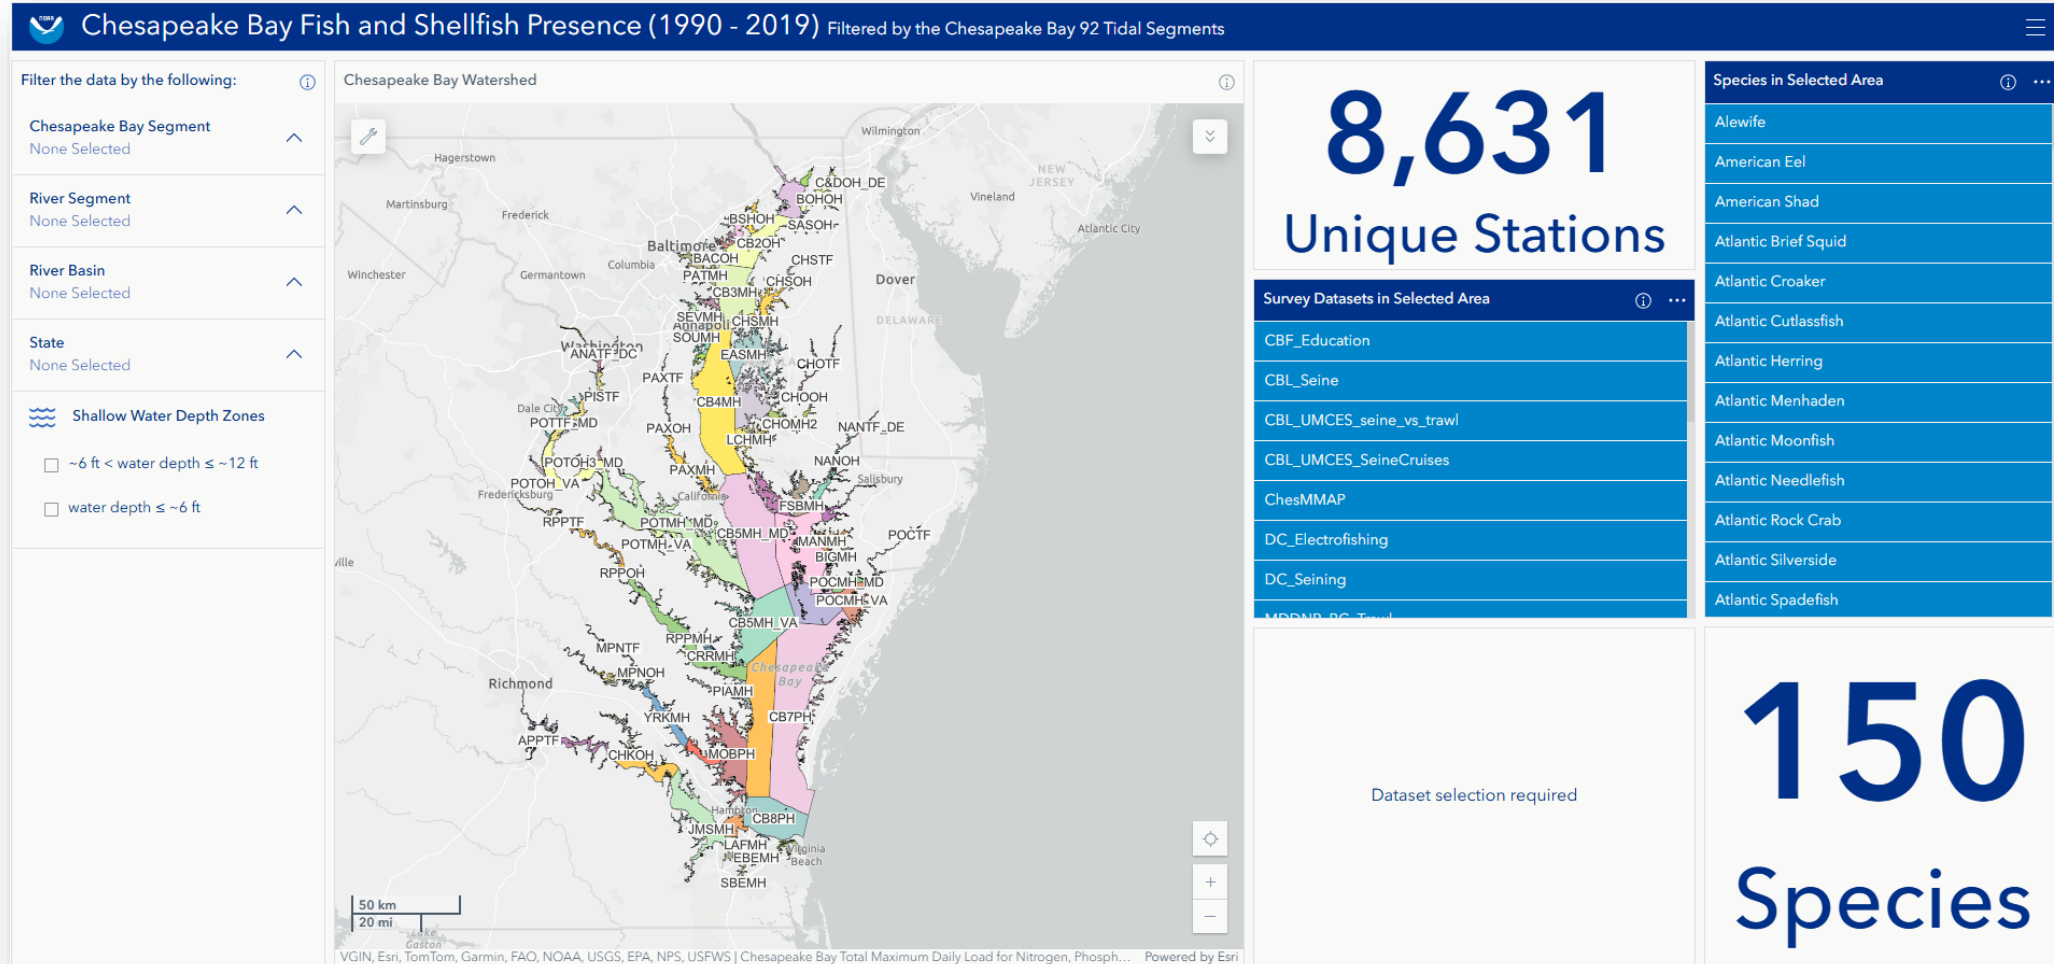 Chesapeake Bay Fish and Shellfish Presence (1990 - 2019) Filtered by the Chesapeake Bay 92 Tidal Segments
Filter the data by the following:
Chesapeake Bay Segment
None Selected
River Segment
None Selected
River Basin
None Selected
State
None Selected
Shallow Water Depth Zones
~6 ft < water depth ≤ ~12 ft
water depth ≤ ~6 ft
Chesapeake Bay Watershed
Wilmington
Hagerstown
NEW
JERSEY
C&DOH_DE
BOHOH
Vineland
Martinsburg
Frederick
BSHOH
SASOH
Atlantic City
Baltimore
CB2OH
BACOH
CHSTF
Columbia
Winchester
Germantown
PATMH
CHSOH
Dover
CB3MH
SEVMH
CHSMH
DELAWARE
Annapoli
SOUMH
Washington
ANATF_DC
EASMH
CHOTF
PAXTF
PISTF
CB4MH
CHOOH
Dale City
POTTF_MD
PAXOH
CHOMH2
NANTF_DE
LCHMH
POTOH3_MD
PAXMH
NANOH
POTOH_VA
Salisbury
Fredericksburg
California
FSBMH
RPPTF
POTMH_MD
CB5MH_MD
MANMH
POCTF
POTMH_VA
BIGMH
ville
RPPOH
POCMH_MD
POCMH_VA
CB5MH_VA
RPPMH
MPNTF
CRRMH
Chesapeake
Bay
MPNOH
Richmond
PIAMH
YRKMH
CB7PH
APPTF
CHKOH
MOBPH
Hampton
CB8PH
JMSMH
LAFMH
Virginia
Beach
EBEMH
SBEMH
50 km
20 mi
Lake
Gaston
VGIN, Esri, TomTom, Garmin, FAO, NOAA, USGS, EPA, NPS, USFWS | Chesapeake Bay Total Maximum Daily Load for Nitrogen, Phosph... Powered by Esri
8,631
Unique Stations
Survey Datasets in Selected Area
CBF_Education
CBL_Seine
CBL_UMCES_seine_vs_trawl
CBL_UMCES_SeineCruises
ChesMMAP
DC_Electrofishing
DC_Seining
Dataset selection required
Species in Selected Area
Alewife
American Eel
American Shad
Atlantic Brief Squid
Atlantic Croaker
Atlantic Cutlassfish
Atlantic Herring
Atlantic Menhaden
Atlantic Moonfish
Atlantic Needlefish
Atlantic Rock Crab
Atlantic Silverside
Atlantic Spadefish
150
Species